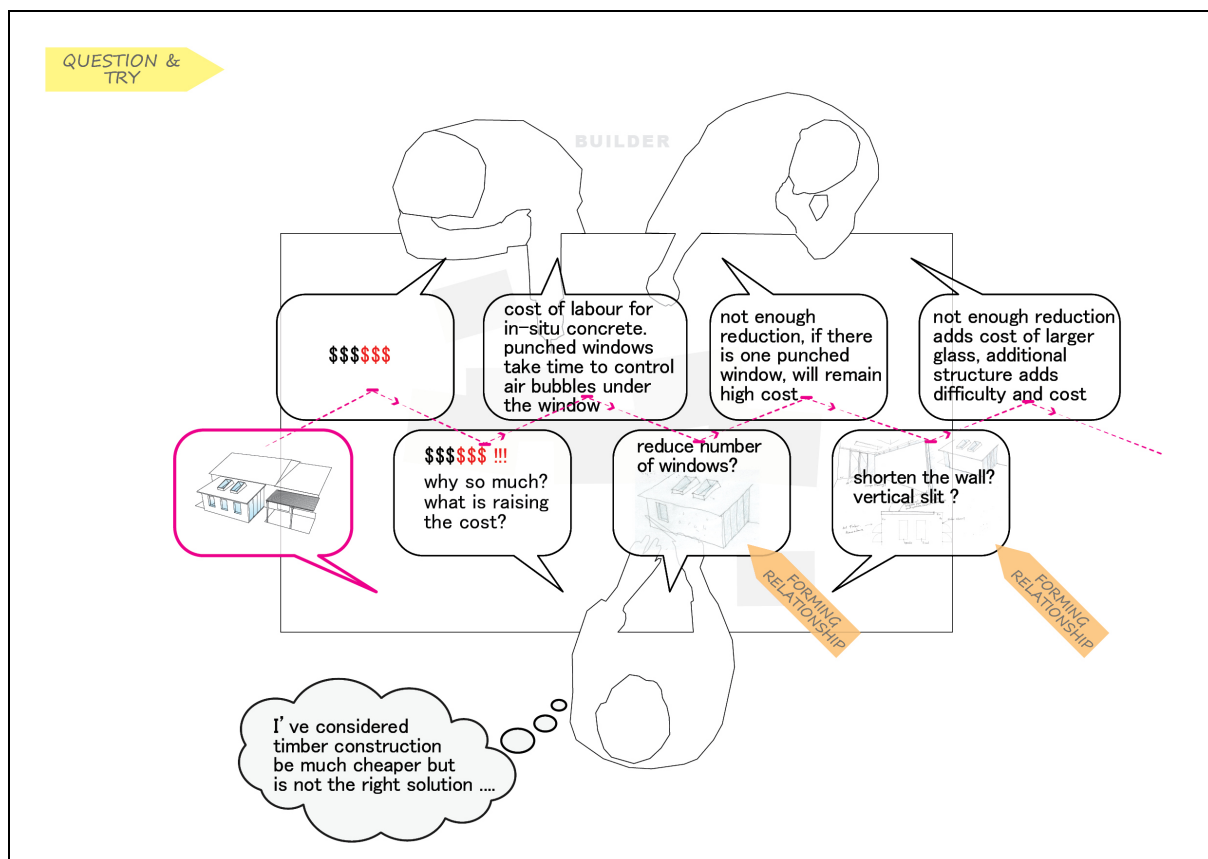 QUESTION &
TRY
BUILDER
$$$$$$
cost of labour for
in-situ concrete.
punched windows
take time to control
air bubbles under
the window
not enough
reduction, if there
is one punched
window, will remain
high cost
not enough reduction
adds cost of larger
glass, additional
structure adds
difficulty and cost
$$$$$$ !!!
why so much?
what is raising
the cost?
reduce number
of windows?
shorten the wall?
vertical slit ?
FORMING
RELATIONSHIP
FORMING
RELATIONSHIP
I've considered
timber construction
be much cheaper but
is not the right solution ....